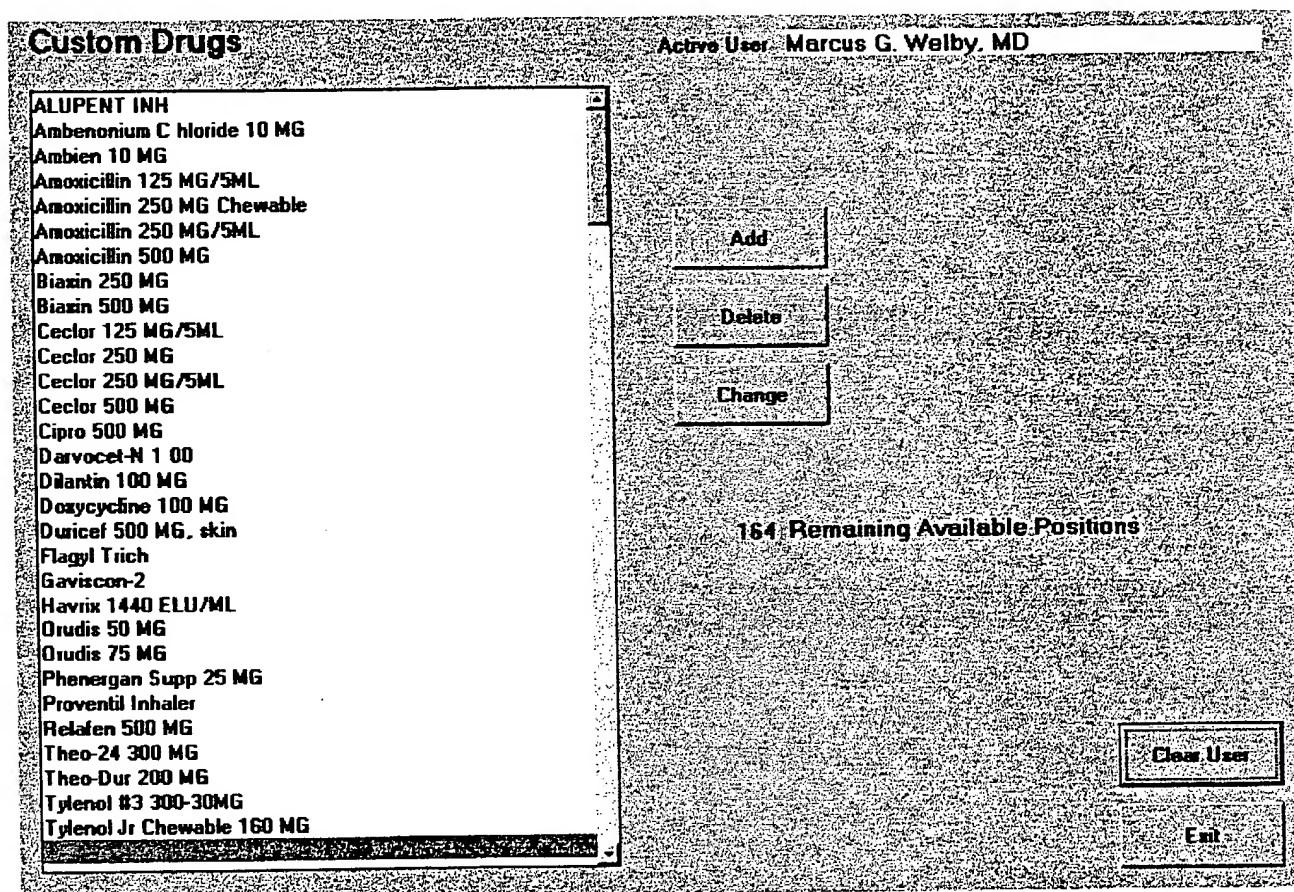 Custom Drugs
Active User Marcus G. Welby, MD
ALUPENT INH
Ambenonium C hloride 10 MG
Ambien 10 MG
Amoxicillin 125 MG/5ML
Amoxicillin 250 MG Chewable
Amoxicillin 250 MG/5ML
Amoxicillin 500 MG
Biaxin 250 MG
Biaxin 500 MG
Ceclor 125 MG/5ML
Ceclor 250 MG
Ceclor 250 MG/5ML
Ceclor 500 MG
Cipro 500 MG
Darvocet-N 1 00
Dilantin 100 MG
Doxycycline 100 MG
Duricef 500 MG, skin
Flagyl Trich
Gaviscon-2
Havrix 1440 ELU/ML
Orudis 50 MG
Orudis 75 MG
Phenergan Supp 25 MG
Proventil Inhaler
Relafen 500 MG
Theo-24 300 MG
Theo-Dur 200 MG
Tylenol #3 300-30MG
Tylenol Jr Chewable 160 MG
Add
Delete
Change
164 Remaining Available Positions
Clear User
Exit